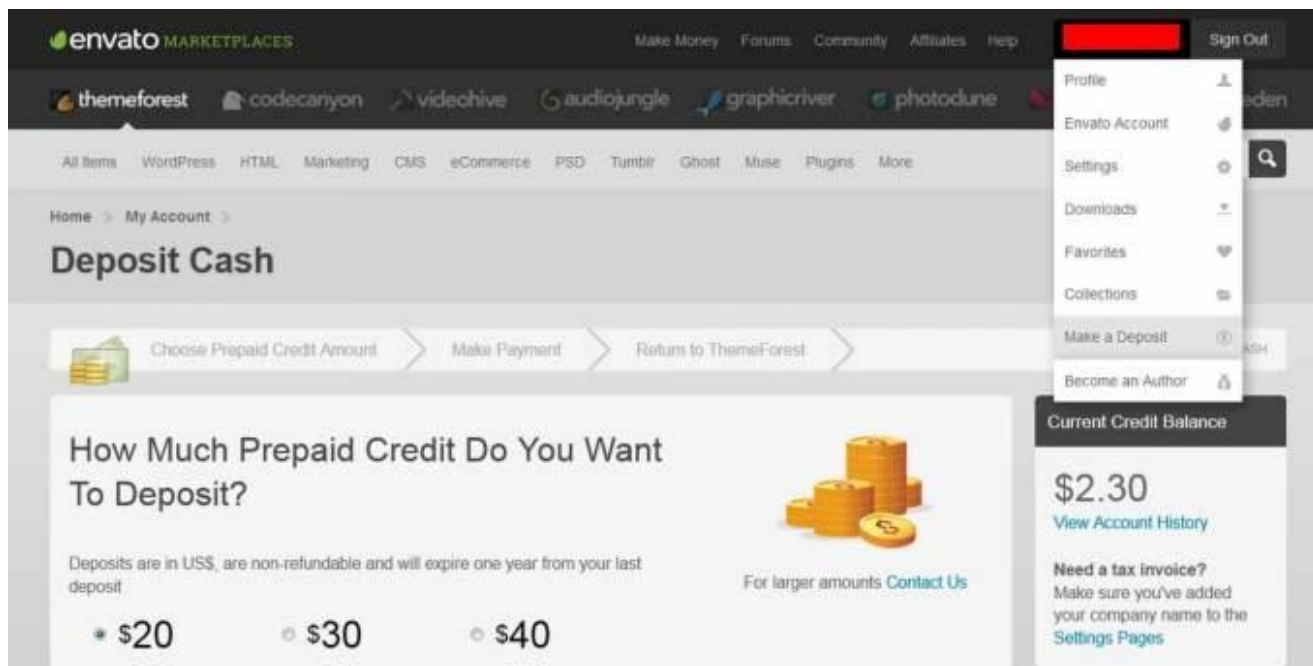 envato MARKETPLACES
Make Money Forums Community Affiliates Help
Sign Out
themeforest codecanyon videohive audiojungle graphicriver photodune
eden
All Items WordPress HTML Marketing CMS eCommerce PSD Tumblr Ghost Muse Plugins More
Profile
Envato Account
Settings
Downloads
Favorites
Collections
Make a Deposit
Become an Author
Home My Account
Deposit Cash
Choose Prepaid Credit Amount Make Payment Return to ThemeForest
How Much Prepaid Credit Do You Want
To Deposit?
Deposits are in US$, are non-refundable and will expire one year from your last
deposit
$20 $30 $40
For larger amounts Contact Us
Current Credit Balance
$2.30
View Account History
Need a tax invoice?
Make sure you've added
your company name to the
Settings Pages